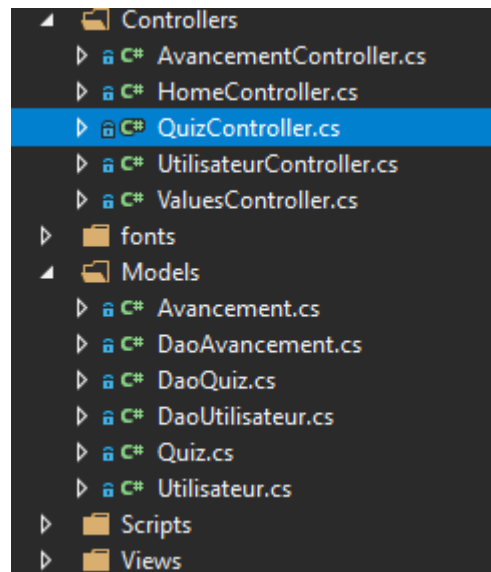 Controllers
C# AvancementController.cs
C# HomeController.cs
C# QuizController.cs
C# UtilisateurController.cs
C# ValuesController.cs
fonts
Models
C# Avancement.cs
C# DaoAvancement.cs
C# DaoQuiz.cs
C# DaoUtilisateur.cs
C# Quiz.cs
C# Utilisateur.cs
Scripts
Views